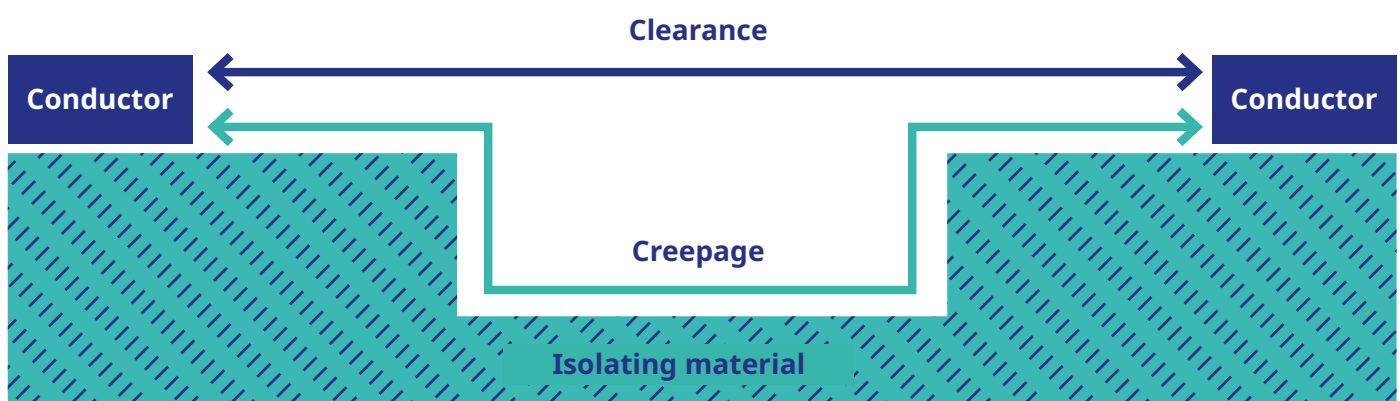 Clearance
Conductor
Conductor
Creepage
Isolating material